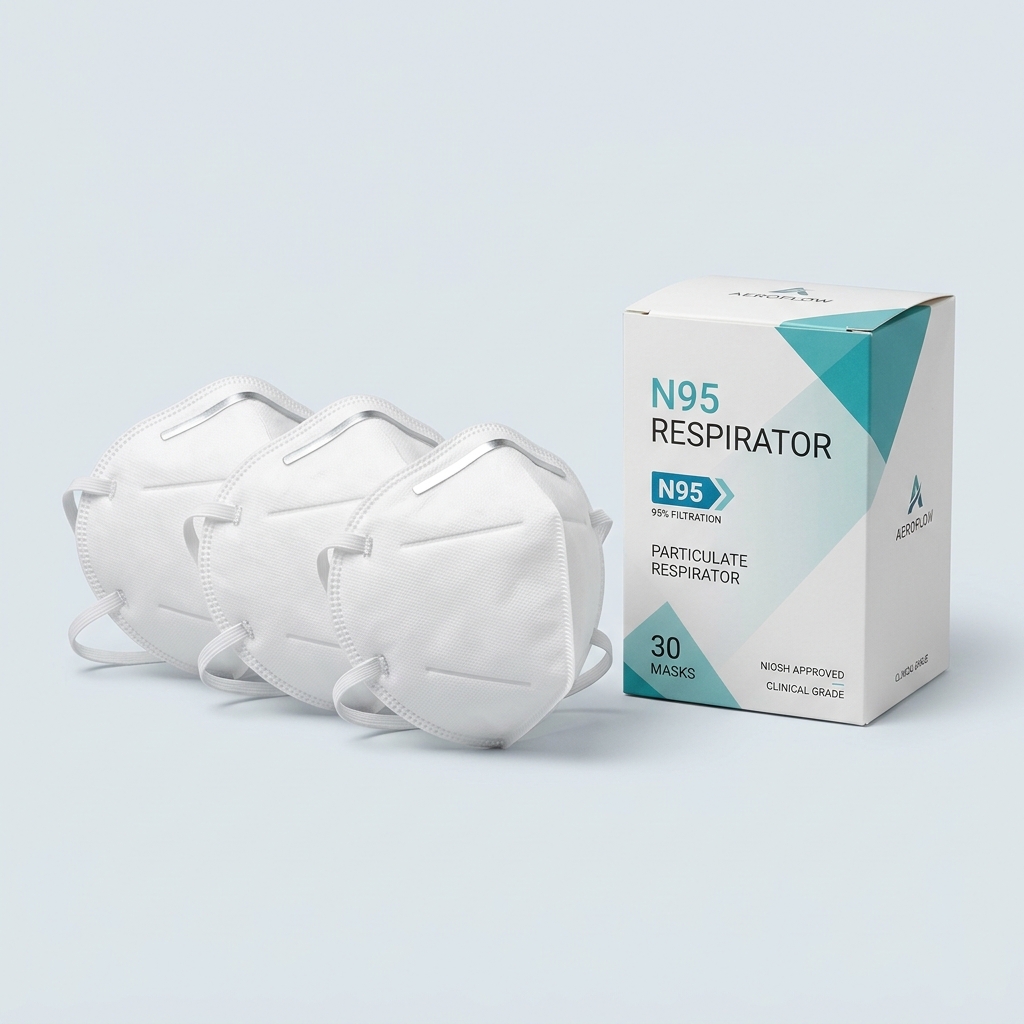 AEROFLOW
N95
RESPIRATOR
N95
95% FILTRATION
PARTICULATE
RESPIRATOR
30
MASKS
NIOSH APPROVED
CLINICAL GRADE
AEROFLOW